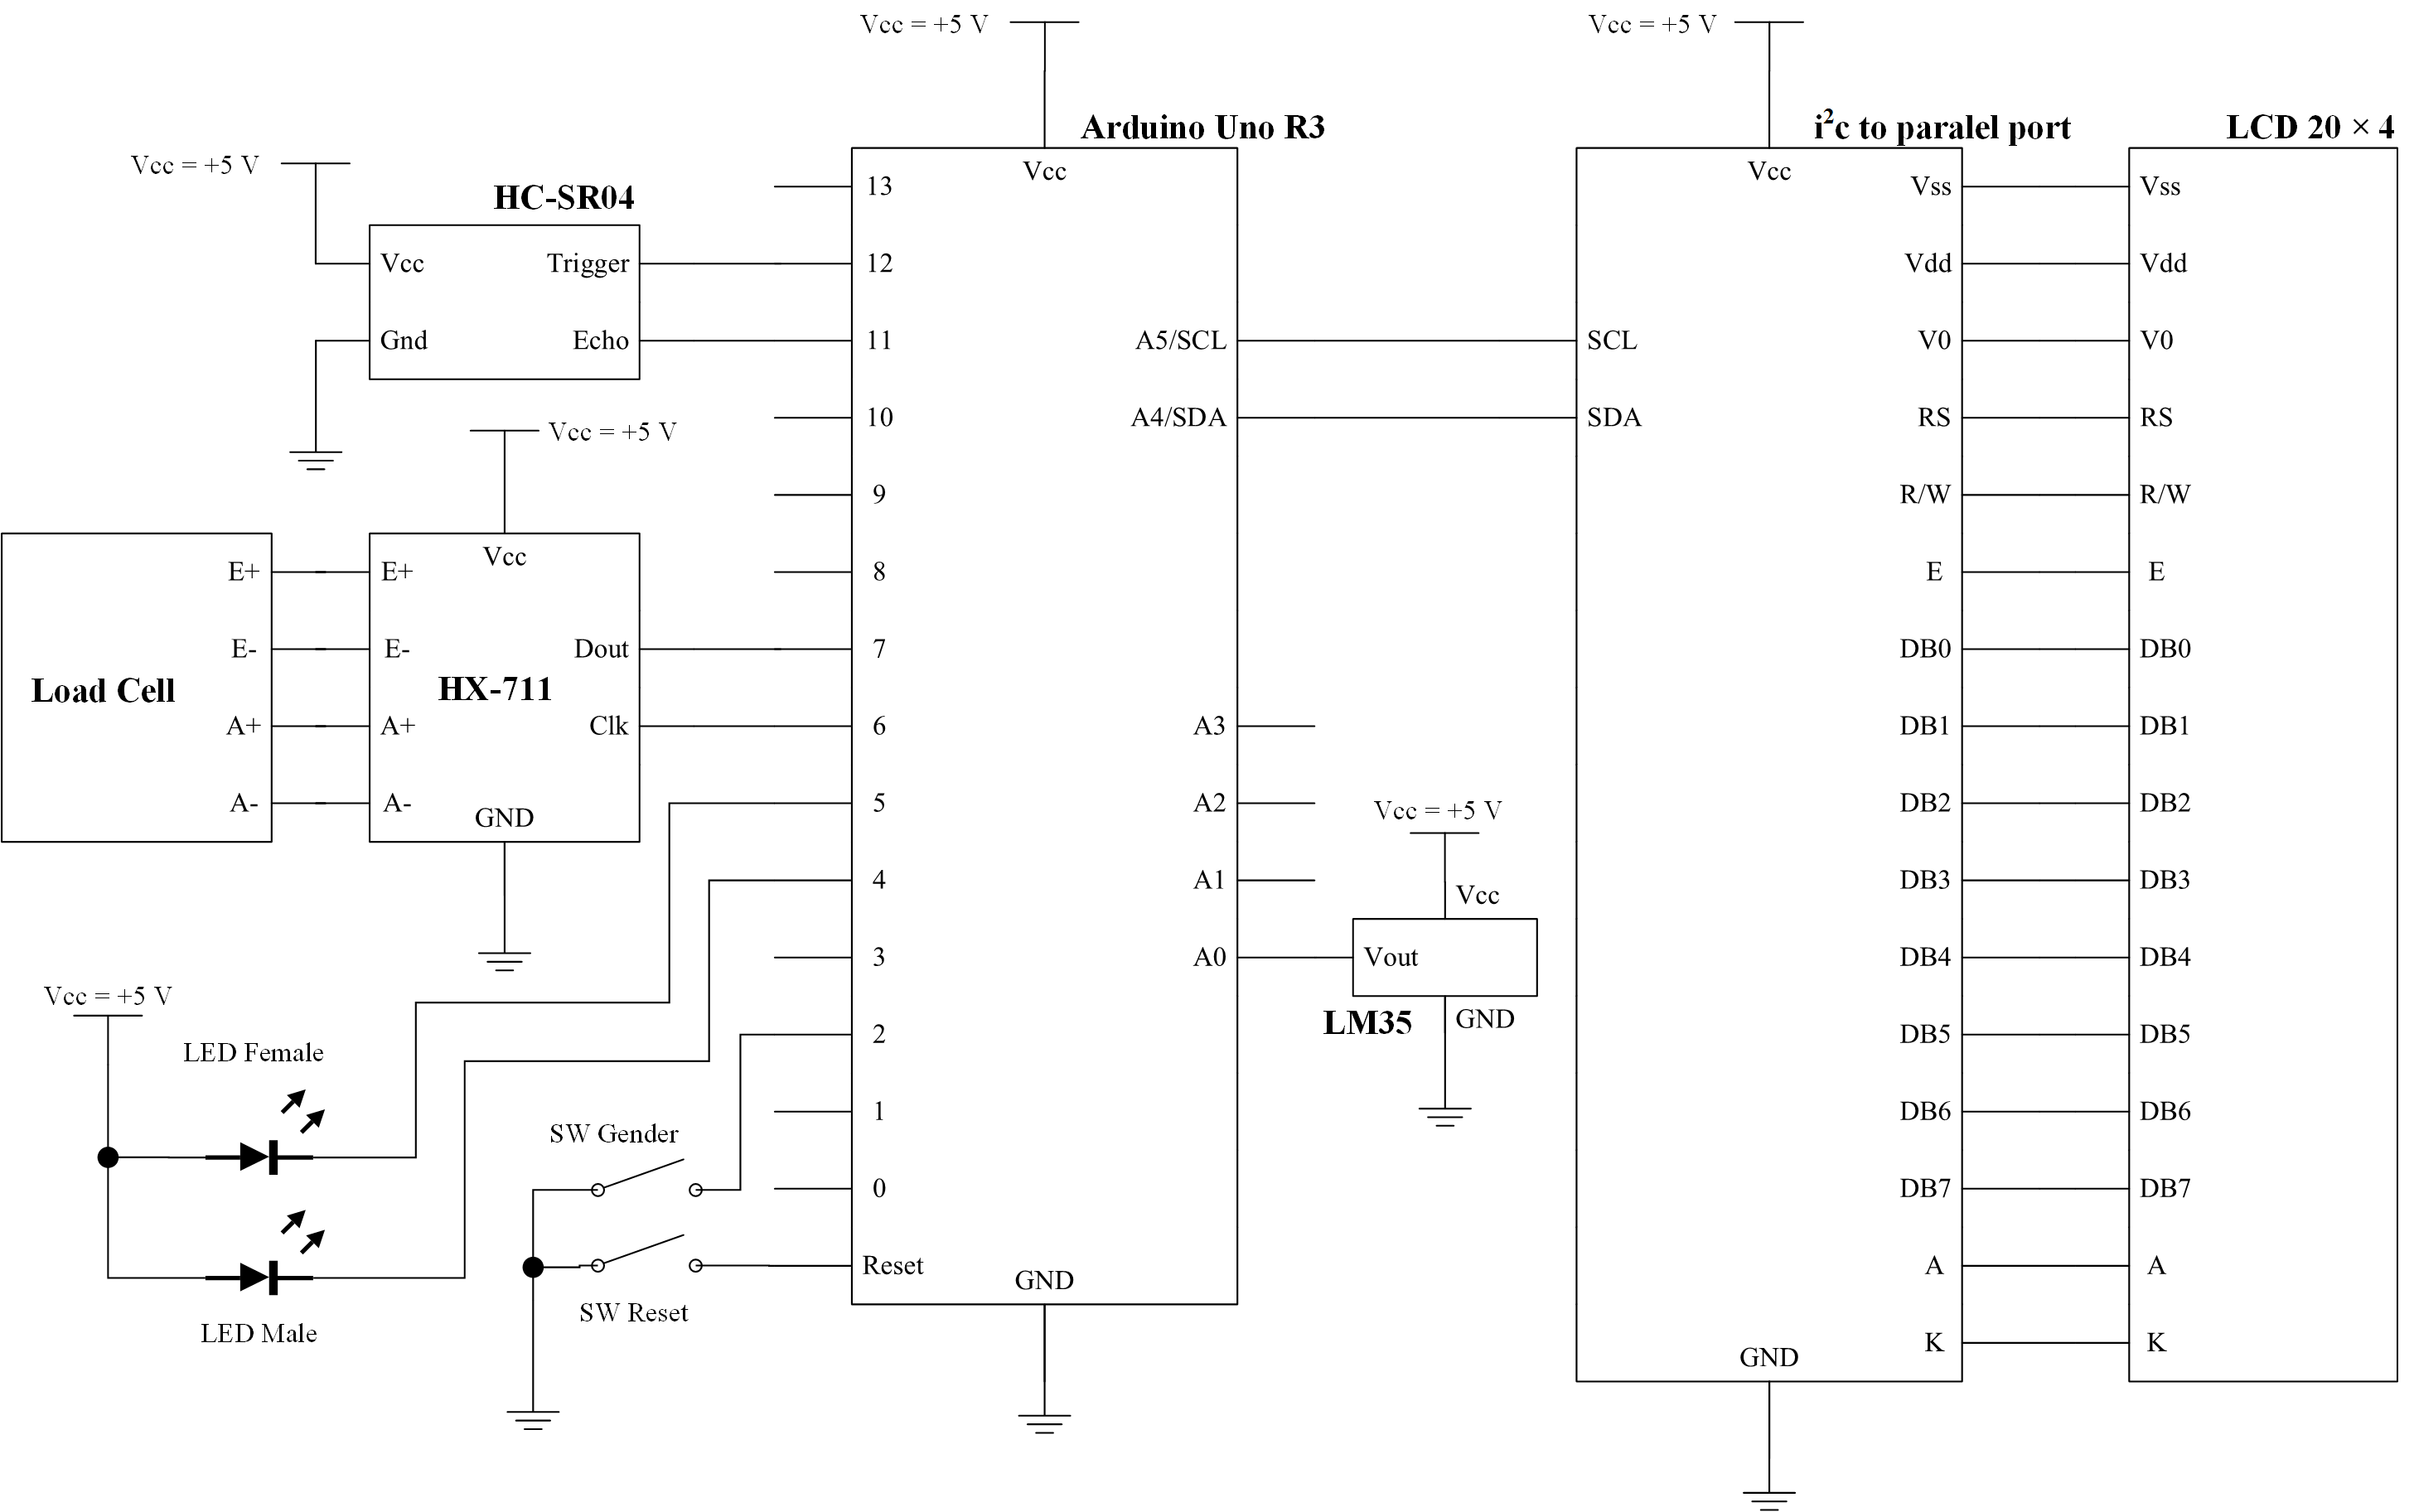 Vcc = +5 V
Vcc = +5 V
Arduino Uno R3
i²c to paralel port
LCD 20 × 4
Vcc = +5 V
HC-SR04
Vcc
Trigger
Gnd
Echo
Vcc = +5 V
Load Cell
E+
E-
A+
A-
HX-711
Vcc
E+
E-
A+
A-
Dout
Clk
GND
Vcc = +5 V
LED Female
LED Male
SW Gender
SW Reset
Vcc
13
12
11
10
9
8
7
6
5
4
3
2
1
0
Reset
GND
A5/SCL
A4/SDA
A3
A2
A1
A0
Vcc = +5 V
Vcc
Vout
LM35
GND
Vcc
SCL
SDA
GND
Vss
Vdd
V0
RS
R/W
E
DB0
DB1
DB2
DB3
DB4
DB5
DB6
DB7
A
K
Vss
Vdd
V0
RS
R/W
E
DB0
DB1
DB2
DB3
DB4
DB5
DB6
DB7
A
K